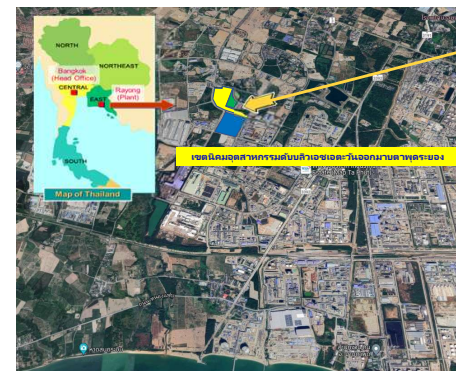 NORTH
NORTHEAST
Bangkok
(Head Office)
CENTRAL
EAST
Rayong
(Plant)
SOUTH
Map of Thailand
เขตนิคมอุตสาหกรรมดับบลิวเอชเอตะวันออกมาบตาพุดระยอง